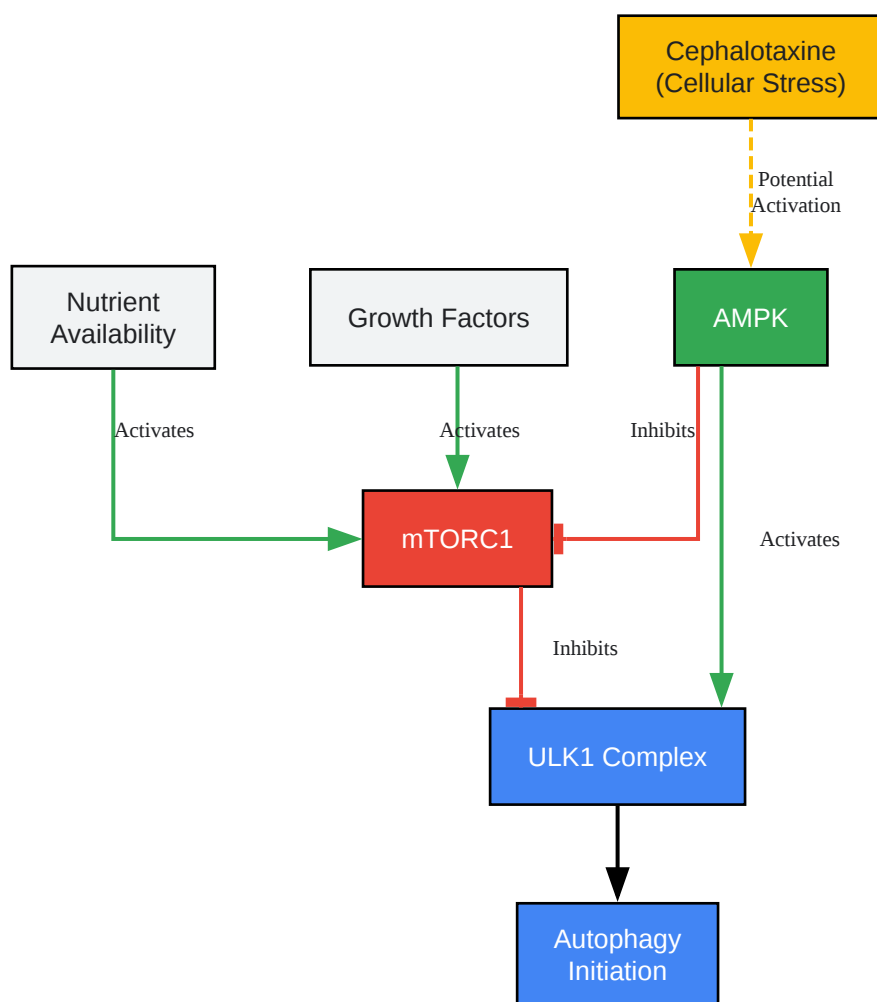 Cephalotaxine
(Cellular Stress)
Potential
Activation
Nutrient
Availability
Growth Factors
AMPK
Activates
Activates
Inhibits
mTORC1
Activates
Inhibits
ULK1 Complex
Autophagy
Initiation